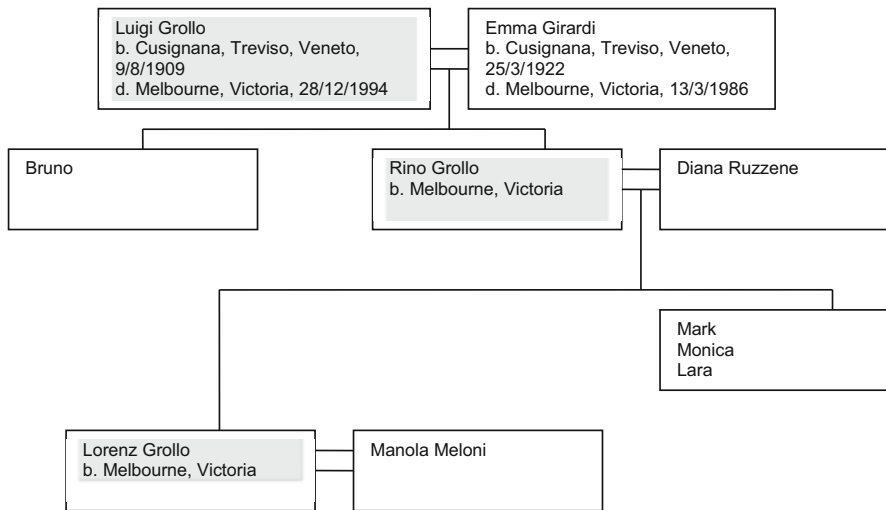 Luigi Grollo
b. Cusignana, Treviso, Veneto,
9/8/1909
d. Melbourne, Victoria, 28/12/1994
Emma Girardi
b. Cusignana, Treviso, Veneto,
25/3/1922
d. Melbourne, Victoria, 13/3/1986
Bruno
Rino Grollo
b. Melbourne, Victoria
Diana Ruzzene
Mark
Monica
Lara
Lorenz Grollo
b. Melbourne, Victoria
Manola Meloni